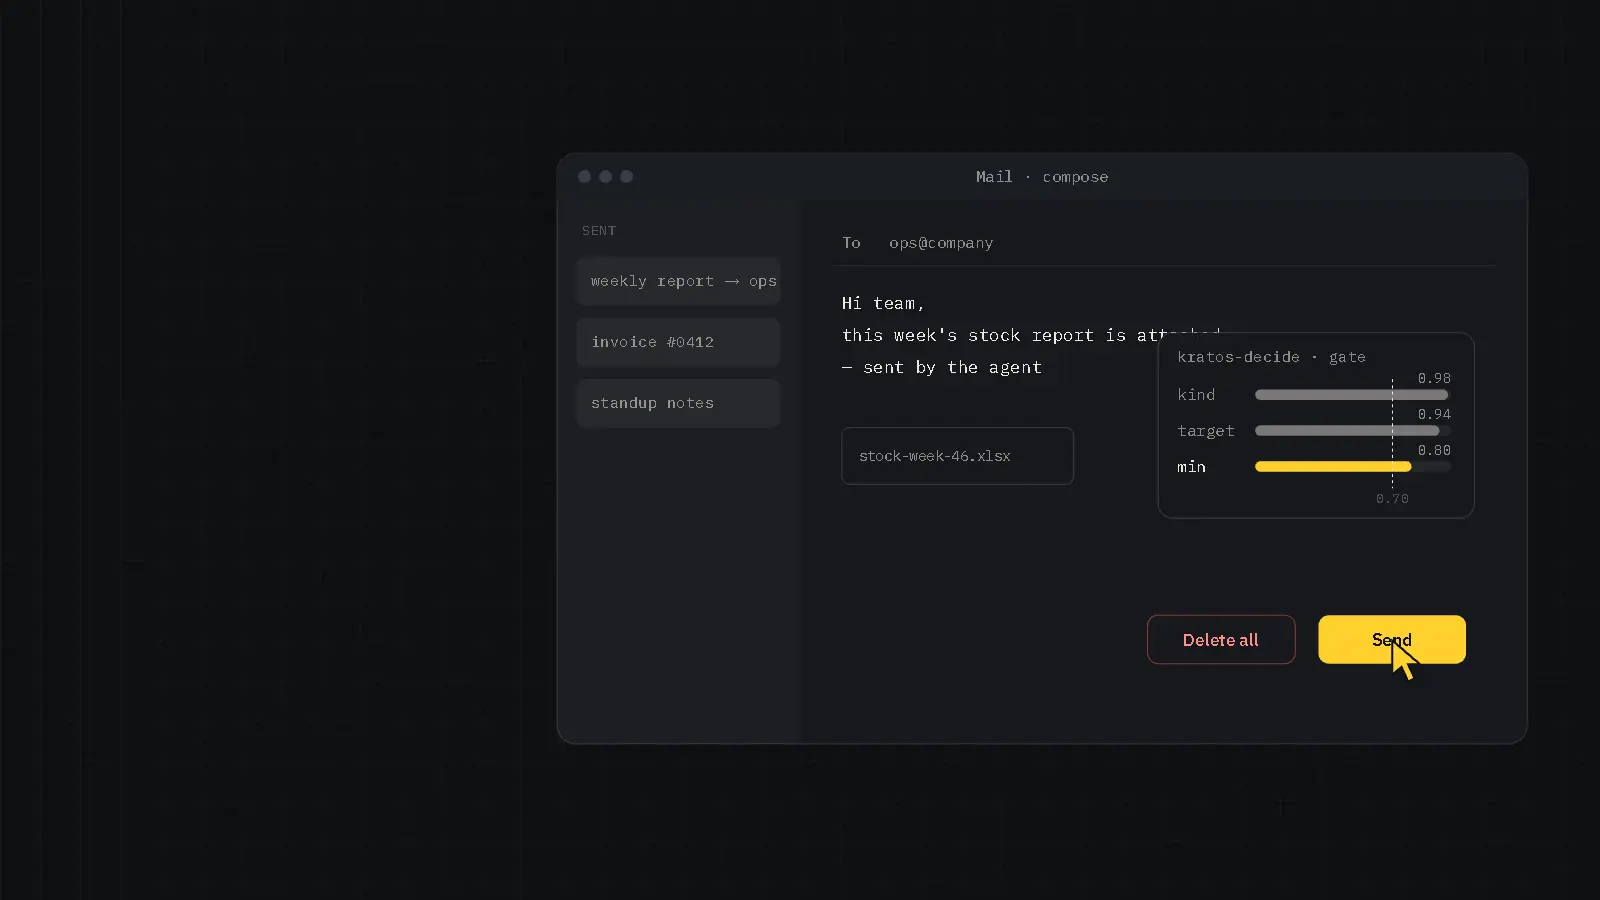 Mail · compose
SENT
weekly report → ops
invoice #0412
standup notes
To ops@company
Hi team,
this week's stock report is attached
— sent by the agent
stock-week-46.xlsx
kratos-decide · gate
kind 0.98
target 0.94
min 0.80
0.70
Delete all
Send